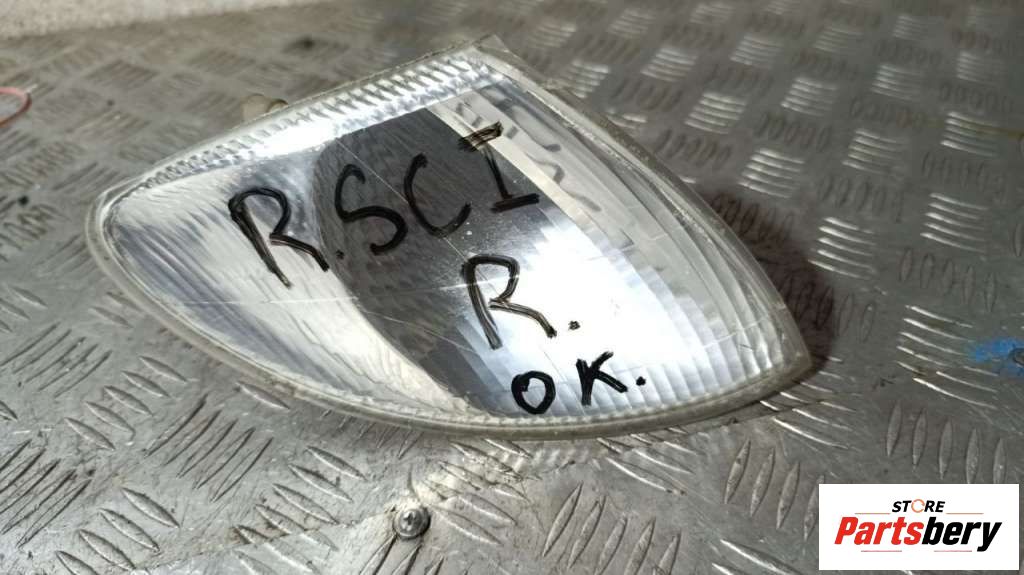 R.SCI
R.
OK.
STORE
Partsbery